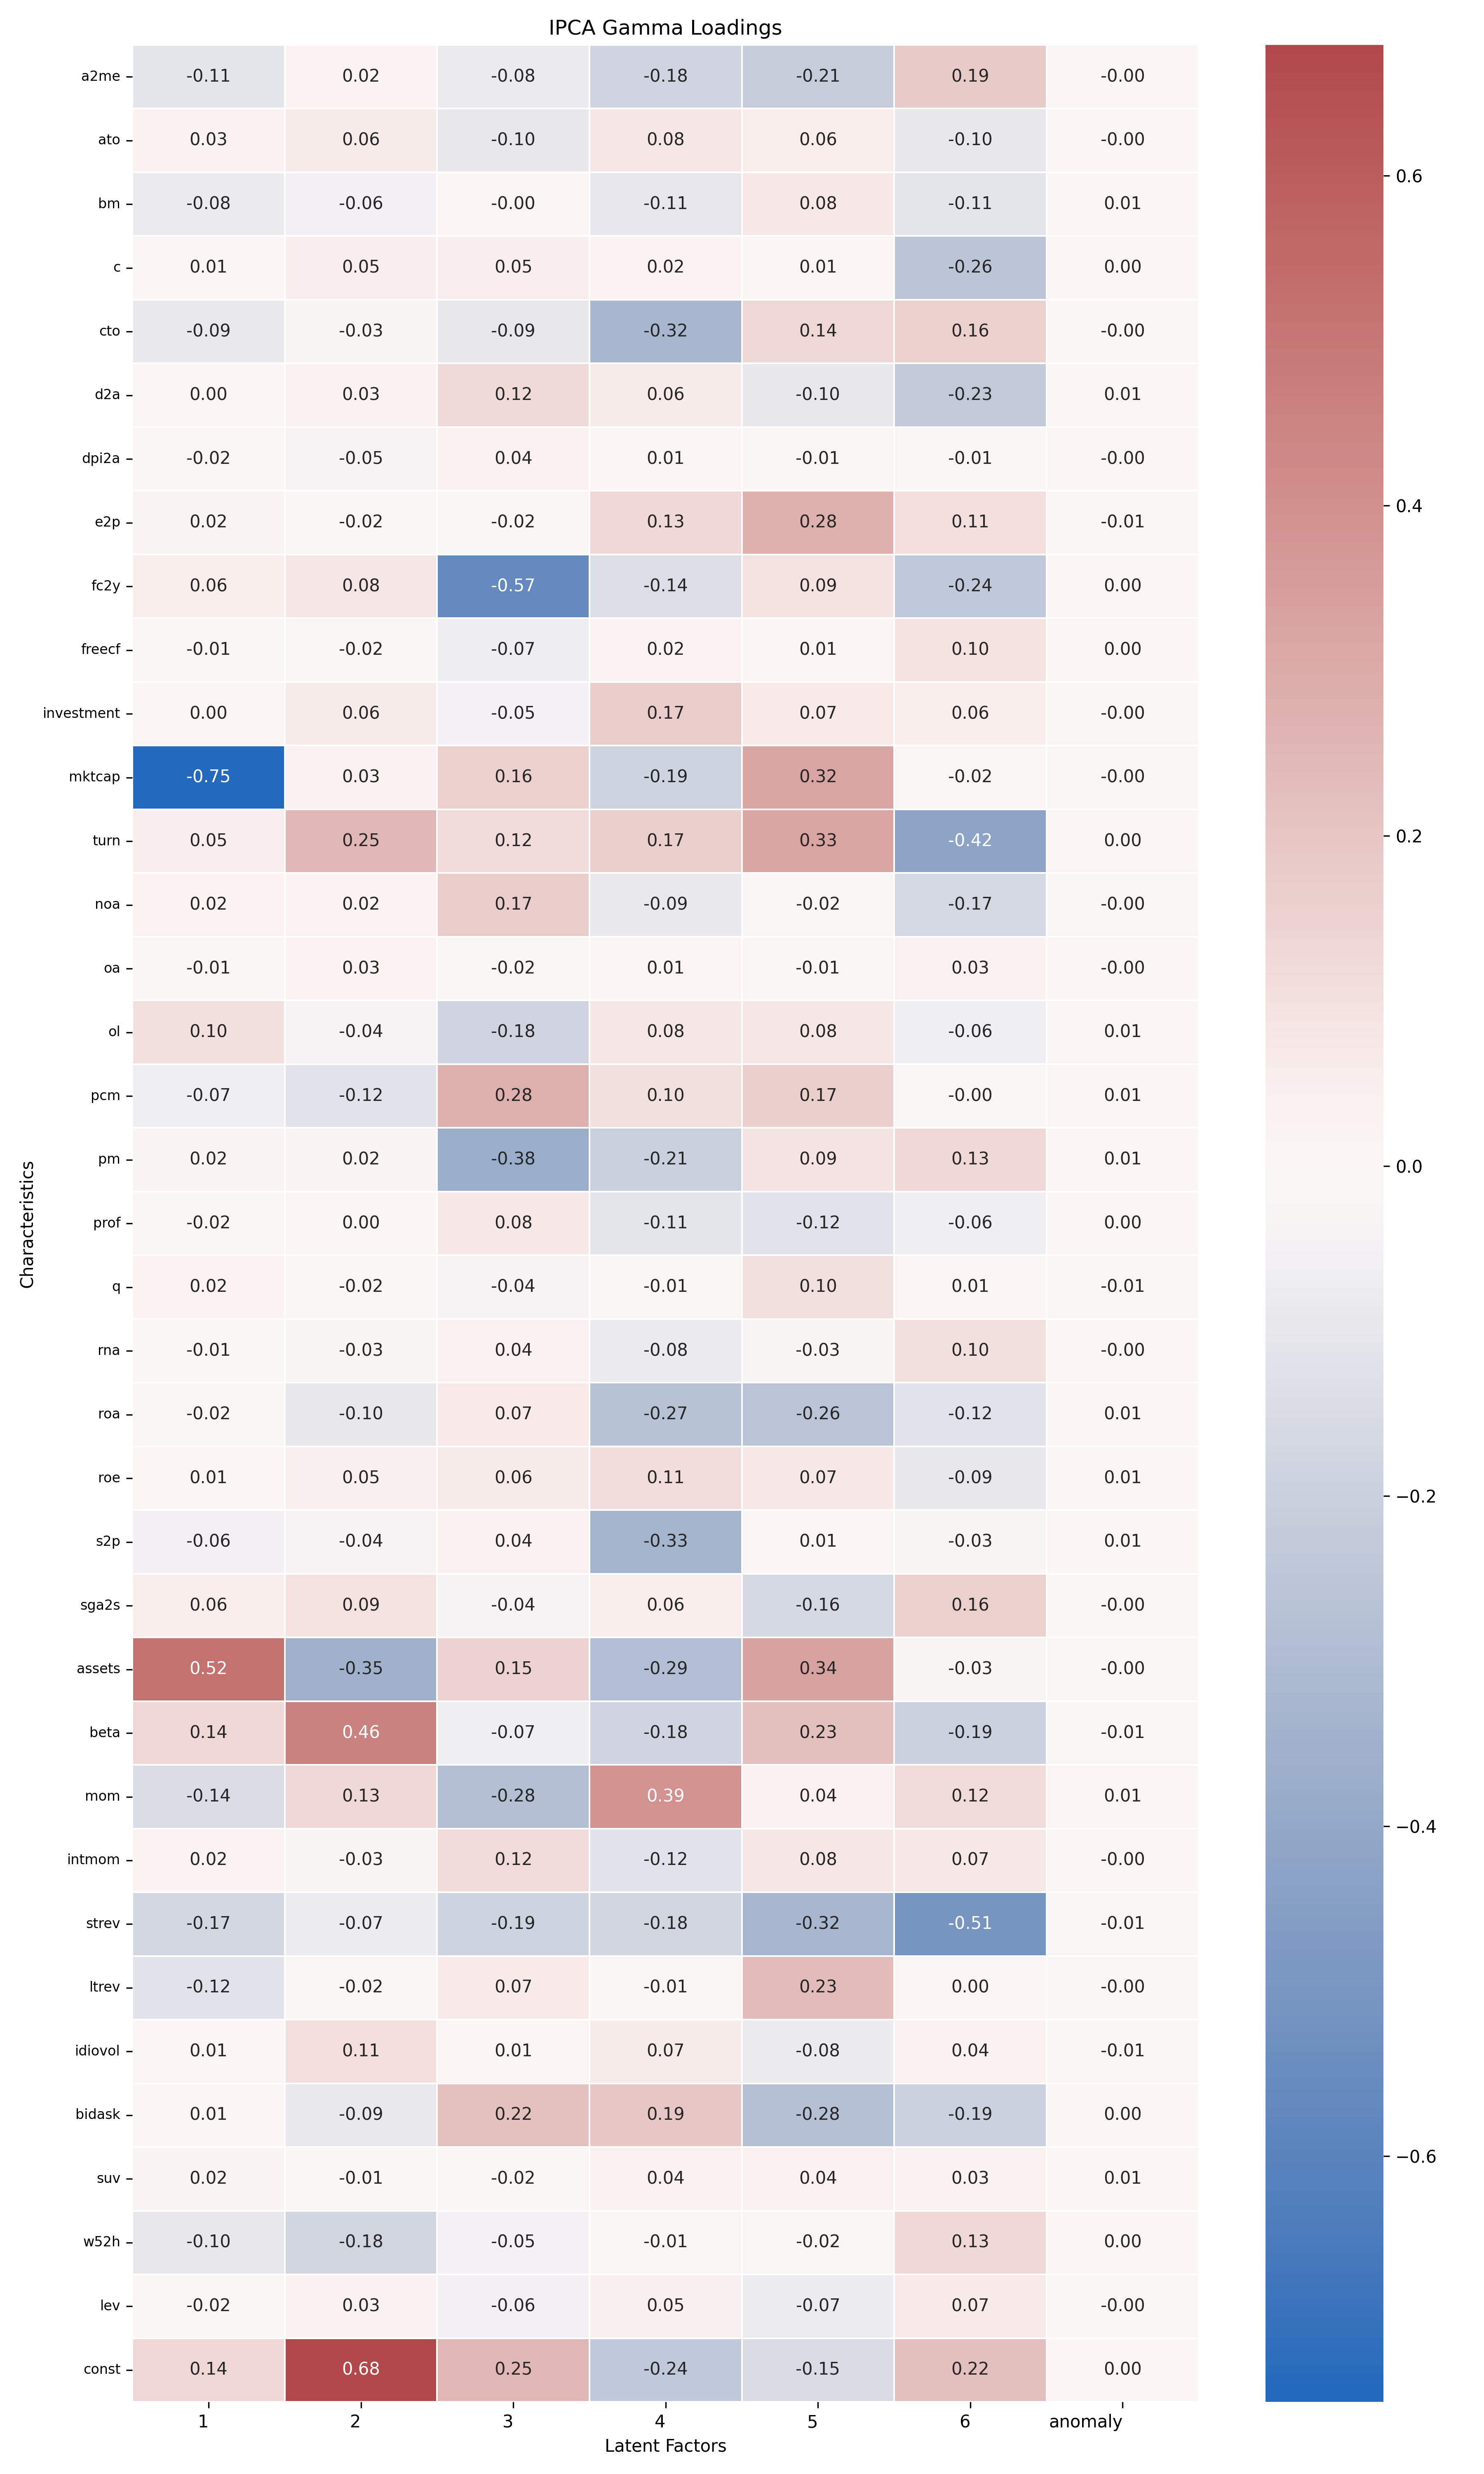 IPCA Gamma Loadings
a2me -0.11 0.02 -0.08 -0.18 -0.21 0.19 -0.00
ato 0.03 0.06 -0.10 0.08 0.06 -0.10 -0.00
bm -0.08 -0.06 -0.00 -0.11 0.08 -0.11 0.01
c 0.01 0.05 0.05 0.02 0.01 -0.26 0.00
cto -0.09 -0.03 -0.09 -0.32 0.14 0.16 -0.00
d2a 0.00 0.03 0.12 0.06 -0.10 -0.23 0.01
dpi2a -0.02 -0.05 0.04 0.01 -0.01 -0.01 -0.00
e2p 0.02 -0.02 -0.02 0.13 0.28 0.11 -0.01
fc2y 0.06 0.08 -0.57 -0.14 0.09 -0.24 0.00
freecf -0.01 -0.02 -0.07 0.02 0.01 0.10 0.00
investment 0.00 0.06 -0.05 0.17 0.07 0.06 -0.00
mktcap -0.75 0.03 0.16 -0.19 0.32 -0.02 -0.00
turn 0.05 0.25 0.12 0.17 0.33 -0.42 0.00
noa 0.02 0.02 0.17 -0.09 -0.02 -0.17 -0.00
oa -0.01 0.03 -0.02 0.01 -0.01 0.03 -0.00
ol 0.10 -0.04 -0.18 0.08 0.08 -0.06 0.01
pcm -0.07 -0.12 0.28 0.10 0.17 -0.00 0.01
pm 0.02 0.02 -0.38 -0.21 0.09 0.13 0.01
prof -0.02 0.00 0.08 -0.11 -0.12 -0.06 0.00
q 0.02 -0.02 -0.04 -0.01 0.10 0.01 -0.01
rna -0.01 -0.03 0.04 -0.08 -0.03 0.10 -0.00
roa -0.02 -0.10 0.07 -0.27 -0.26 -0.12 0.01
roe 0.01 0.05 0.06 0.11 0.07 -0.09 0.01
s2p -0.06 -0.04 0.04 -0.33 0.01 -0.03 0.01
sga2s 0.06 0.09 -0.04 0.06 -0.16 0.16 -0.00
assets 0.52 -0.35 0.15 -0.29 0.34 -0.03 -0.00
beta 0.14 0.46 -0.07 -0.18 0.23 -0.19 -0.01
mom -0.14 0.13 -0.28 0.39 0.04 0.12 0.01
intmom 0.02 -0.03 0.12 -0.12 0.08 0.07 -0.00
strev -0.17 -0.07 -0.19 -0.18 -0.32 -0.51 -0.01
ltrev -0.12 -0.02 0.07 -0.01 0.23 0.00 -0.00
idiovol 0.01 0.11 0.01 0.07 -0.08 0.04 -0.01
bidask 0.01 -0.09 0.22 0.19 -0.28 -0.19 0.00
suv 0.02 -0.01 -0.02 0.04 0.04 0.03 0.01
w52h -0.10 -0.18 -0.05 -0.01 -0.02 0.13 0.00
lev -0.02 0.03 -0.06 0.05 -0.07 0.07 -0.00
const 0.14 0.68 0.25 -0.24 -0.15 0.22 0.00
1 2 3 4 5 6 anomaly
Latent Factors
Characteristics
0.6
0.4
0.2
0.0
−0.2
−0.4
−0.6